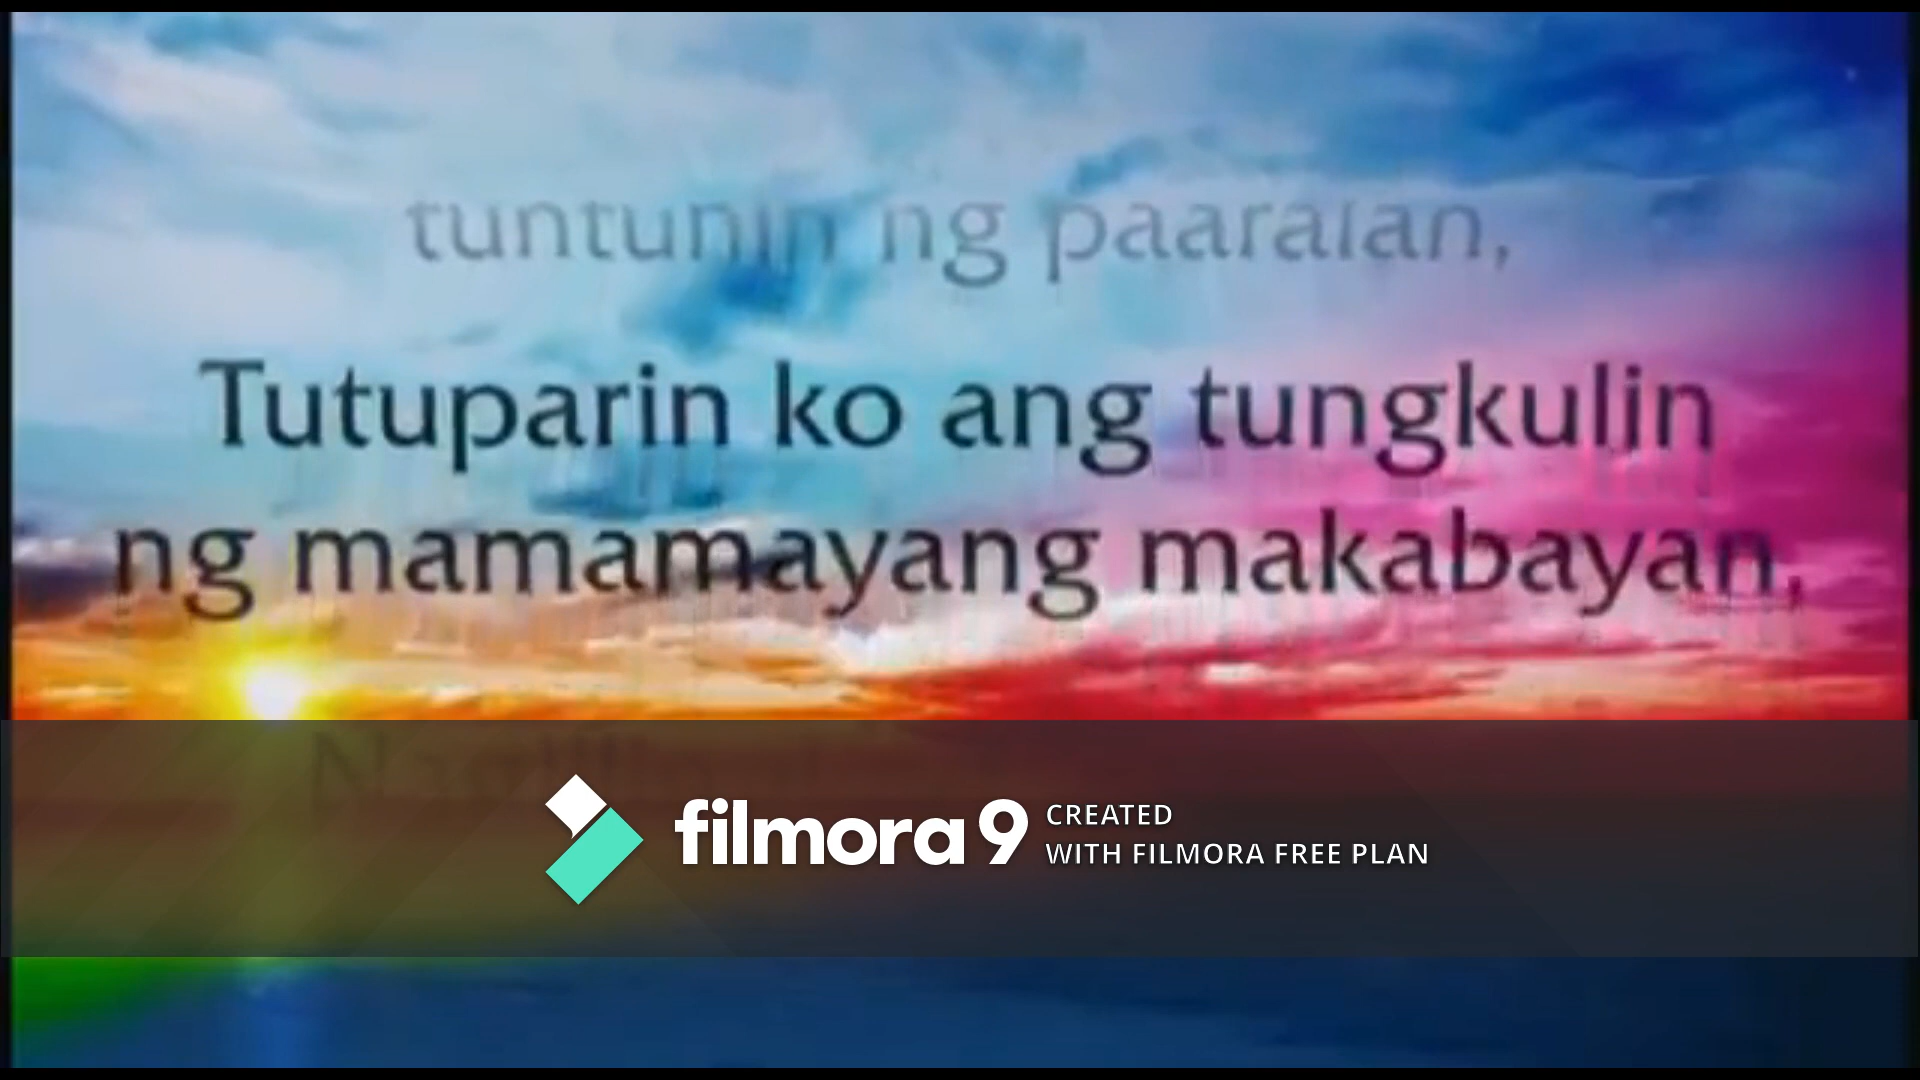 tuntunin ng paaralan,
Tutuparin ko ang tungkulin
ng mamamayang makabayan,
filmora 9 CREATED
WITH FILMORA FREE PLAN